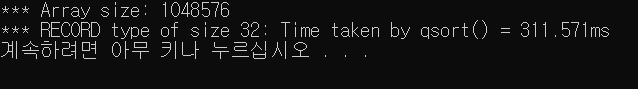 *** Array size: 1048576
*** RECORD type of size 32: Time taken by qsort() = 311.571ms
계속하려면 아무 키나 누르십시오 . . .